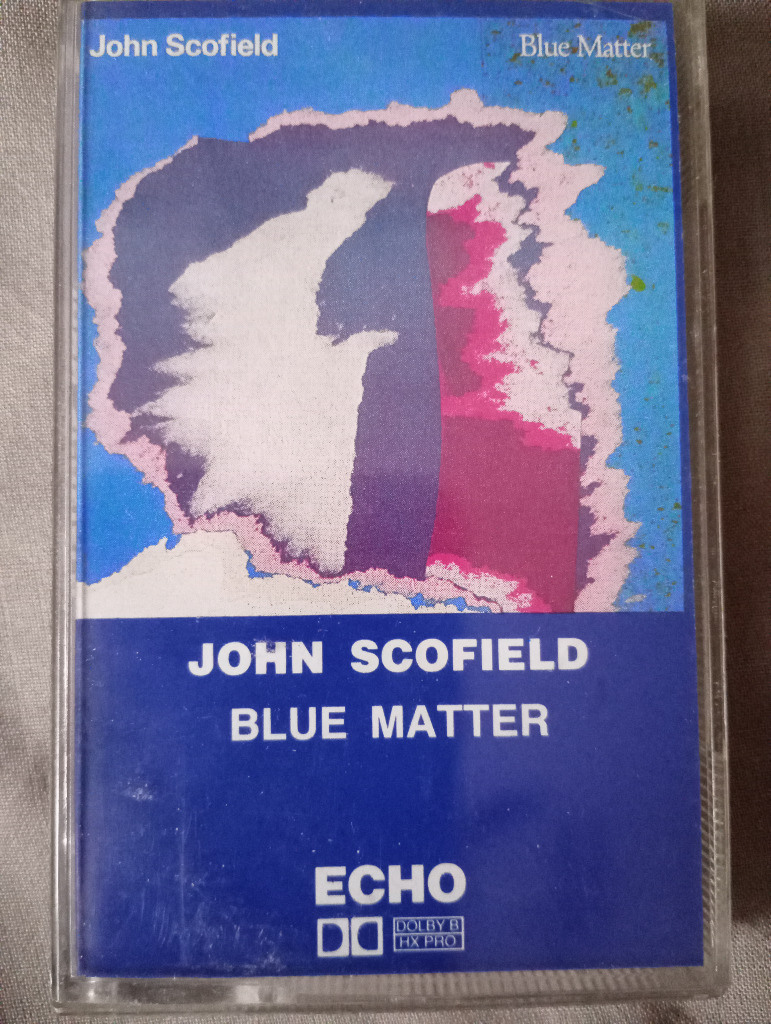 John Scofield
Blue Matter
JOHN SCOFIELD
BLUE MATTER
ECHO
DOLBY B
HX PRO